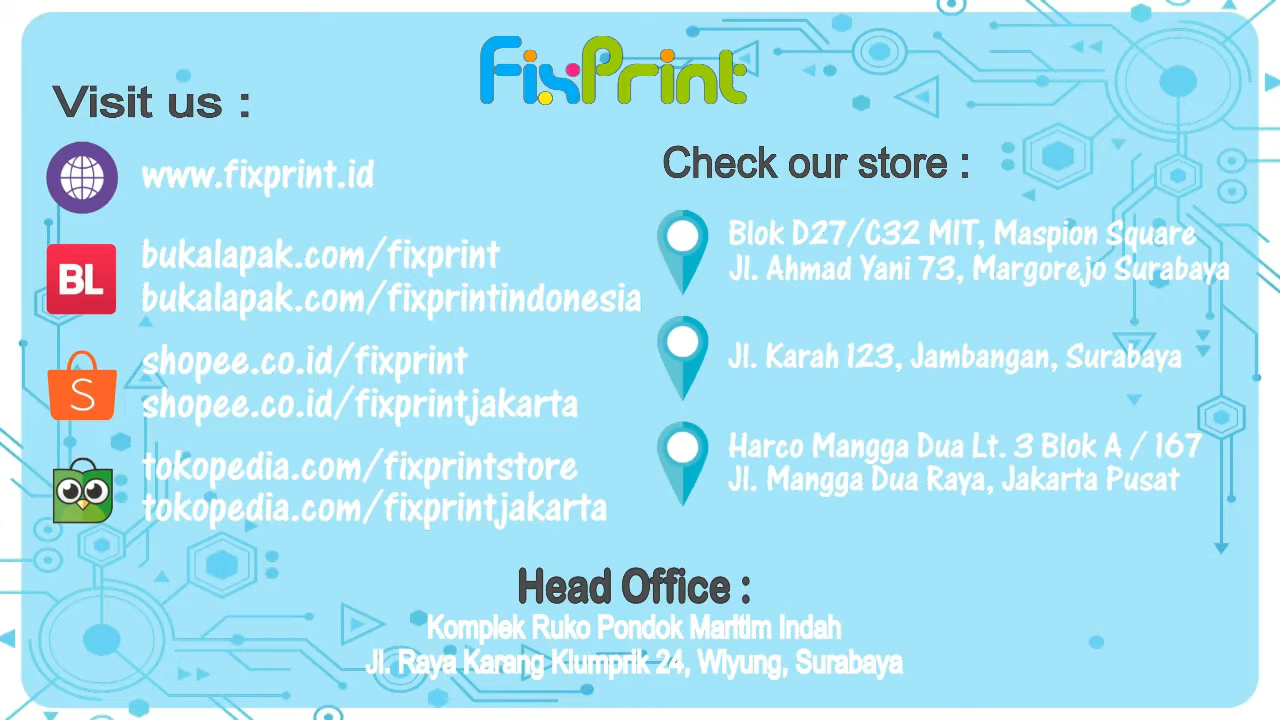 FixPrint
Visit us :
www.fixprint.id
BL
bukalapak.com/fixprint
bukalapak.com/fixprintindonesia
S
shopee.co.id/fixprint
shopee.co.id/fixprintjakarta
tokopedia.com/fixprintstore
tokopedia.com/fixprintjakarta
Check our store :
Blok D27/C32 MIT, Maspion Square
Jl. Ahmad Yani 73, Margorejo Surabaya
Jl. Karah 123, Jambangan, Surabaya
Harco Mangga Dua Lt. 3 Blok A / 167
Jl. Mangga Dua Raya, Jakarta Pusat
Head Office :
Komplek Ruko Pondok Maritim Indah
Jl. Raya Karang Klumprik 24, Wiyung, Surabaya